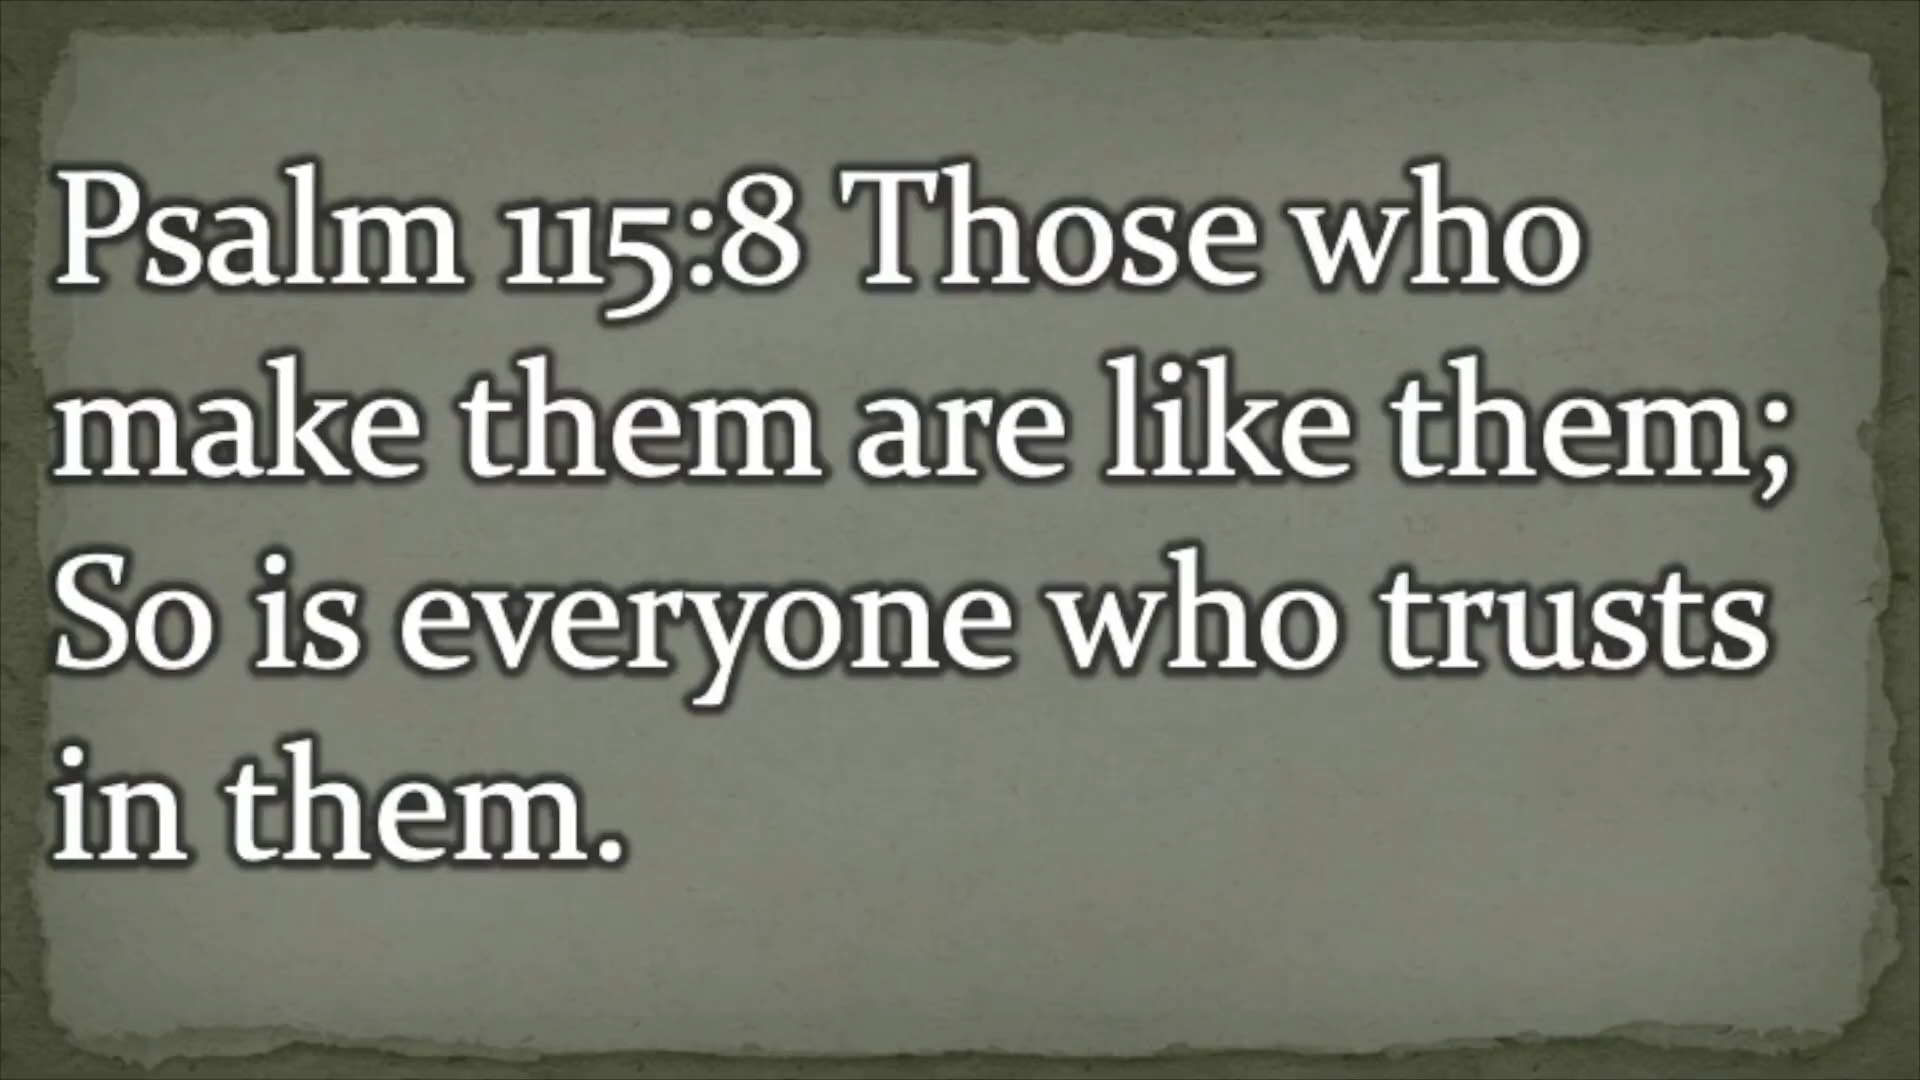 Psalm 115:8 Those who
make them are like them;
So is everyone who trusts
in them.